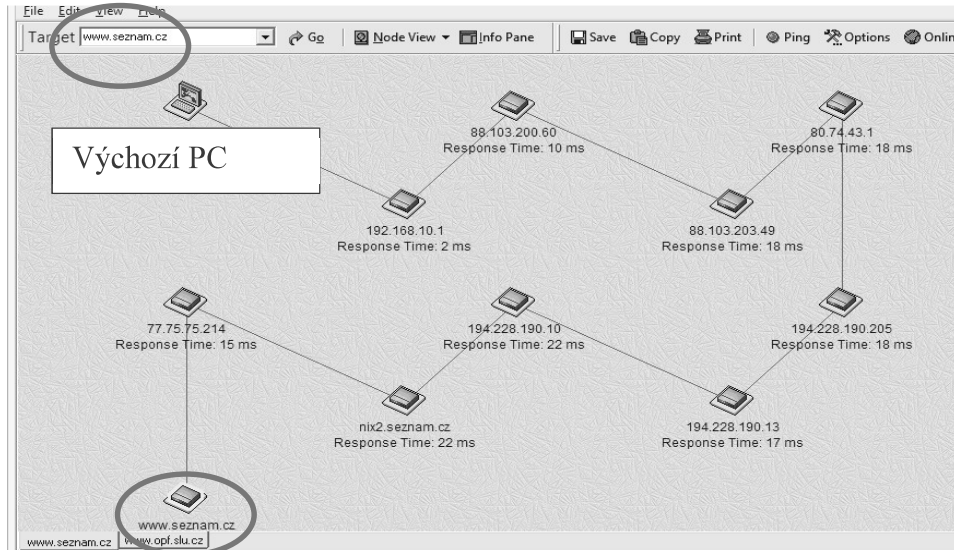 File Edit View Help
Target www.seznam.cz Go Node View Info Pane Save Copy Print Ping Options
Výchozí PC
88.103.200.60
Response Time: 10 ms
80.74.43.1
Response Time: 18 ms
192.168.10.1
Response Time: 2 ms
88.103.203.49
Response Time: 18 ms
77.75.75.214
Response Time: 15 ms
194.228.190.10
Response Time: 22 ms
194.228.190.205
Response Time: 18 ms
nix2.seznam.cz
Response Time: 22 ms
194.228.190.13
Response Time: 17 ms
www.seznam.cz
www.seznam.cz www.opf.slu.cz